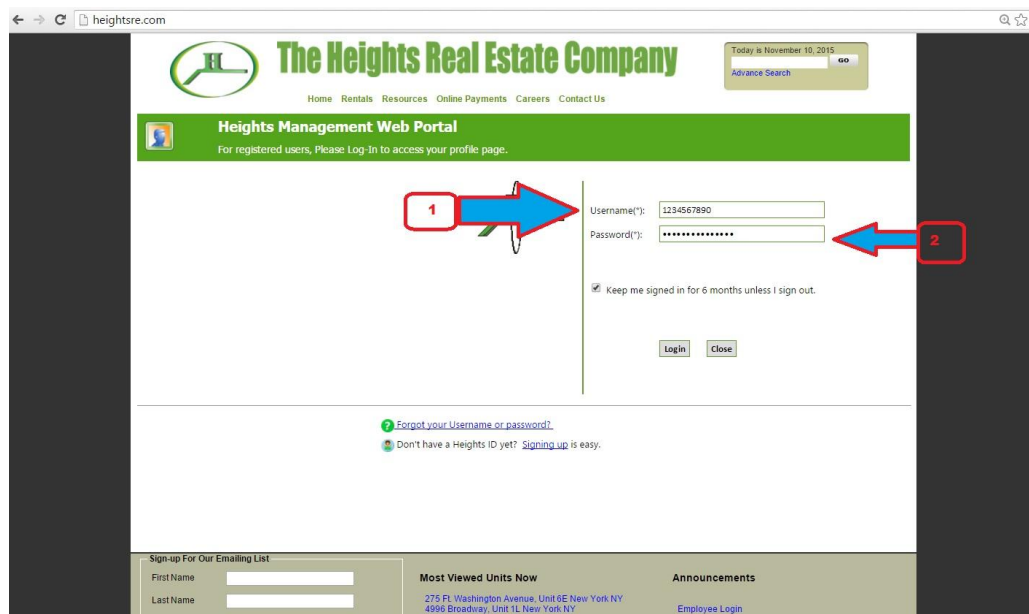 heightsre.com
The Heights Real Estate Company
Today is November 10, 2015
GO
Advance Search
Home Rentals Resources Online Payments Careers Contact Us
Heights Management Web Portal
For registered users, Please Log-In to access your profile page.
1
Username(*): 1234567890
Password(*): •••••••••••••••
2
Keep me signed in for 6 months unless I sign out.
Login Close
Forgot your Username or password?
Don't have a Heights ID yet? Signing up is easy.
Sign-up For Our Emailing List
First Name
Last Name
Most Viewed Units Now
275 Ft. Washington Avenue, Unit 6E New York NY
4996 Broadway, Unit 1L New York NY
Announcements
Employee Login